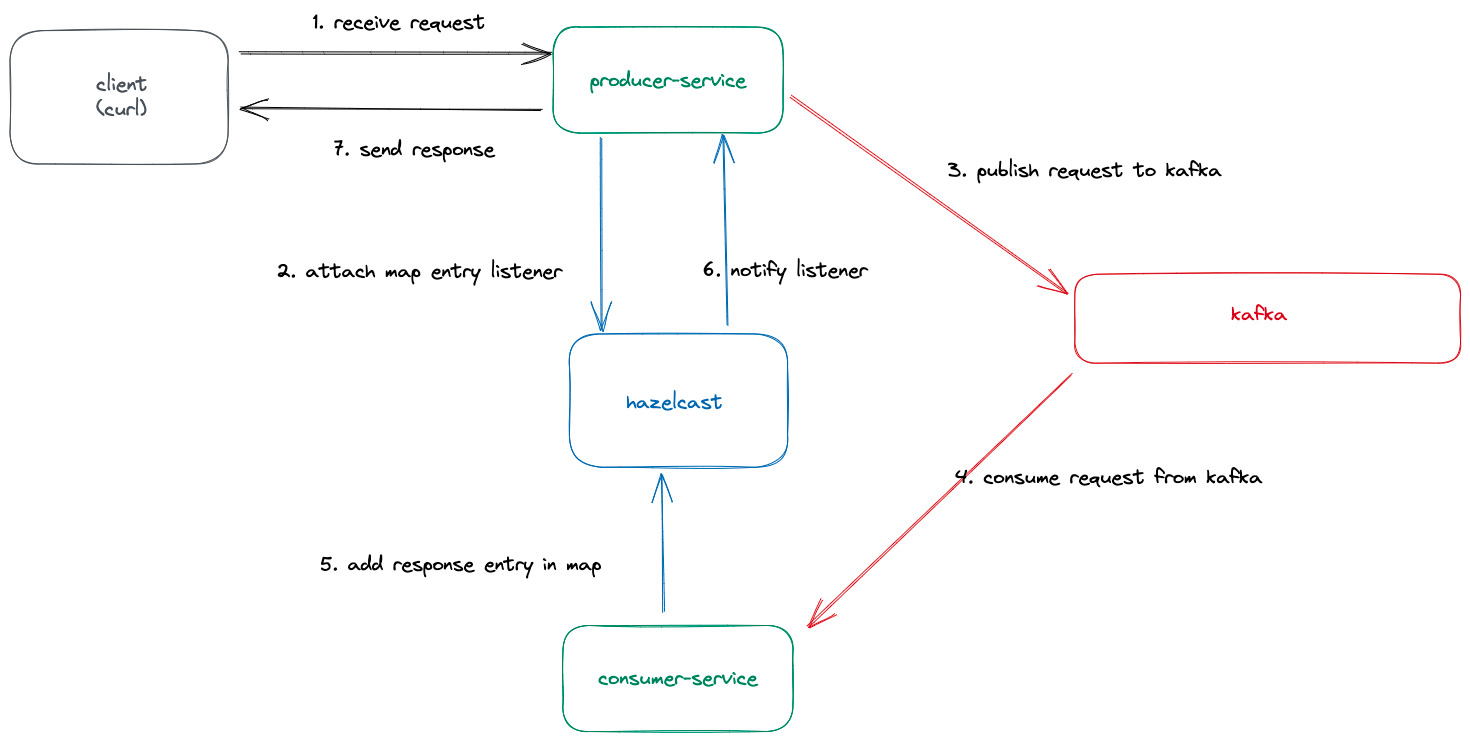 1. receive request
client
(curl)
producer-service
7. send response
3. publish request to kafka
2. attach map entry listener
6. notify listener
kafka
hazelcast
4. consume request from kafka
5. add response entry in map
consumer-service